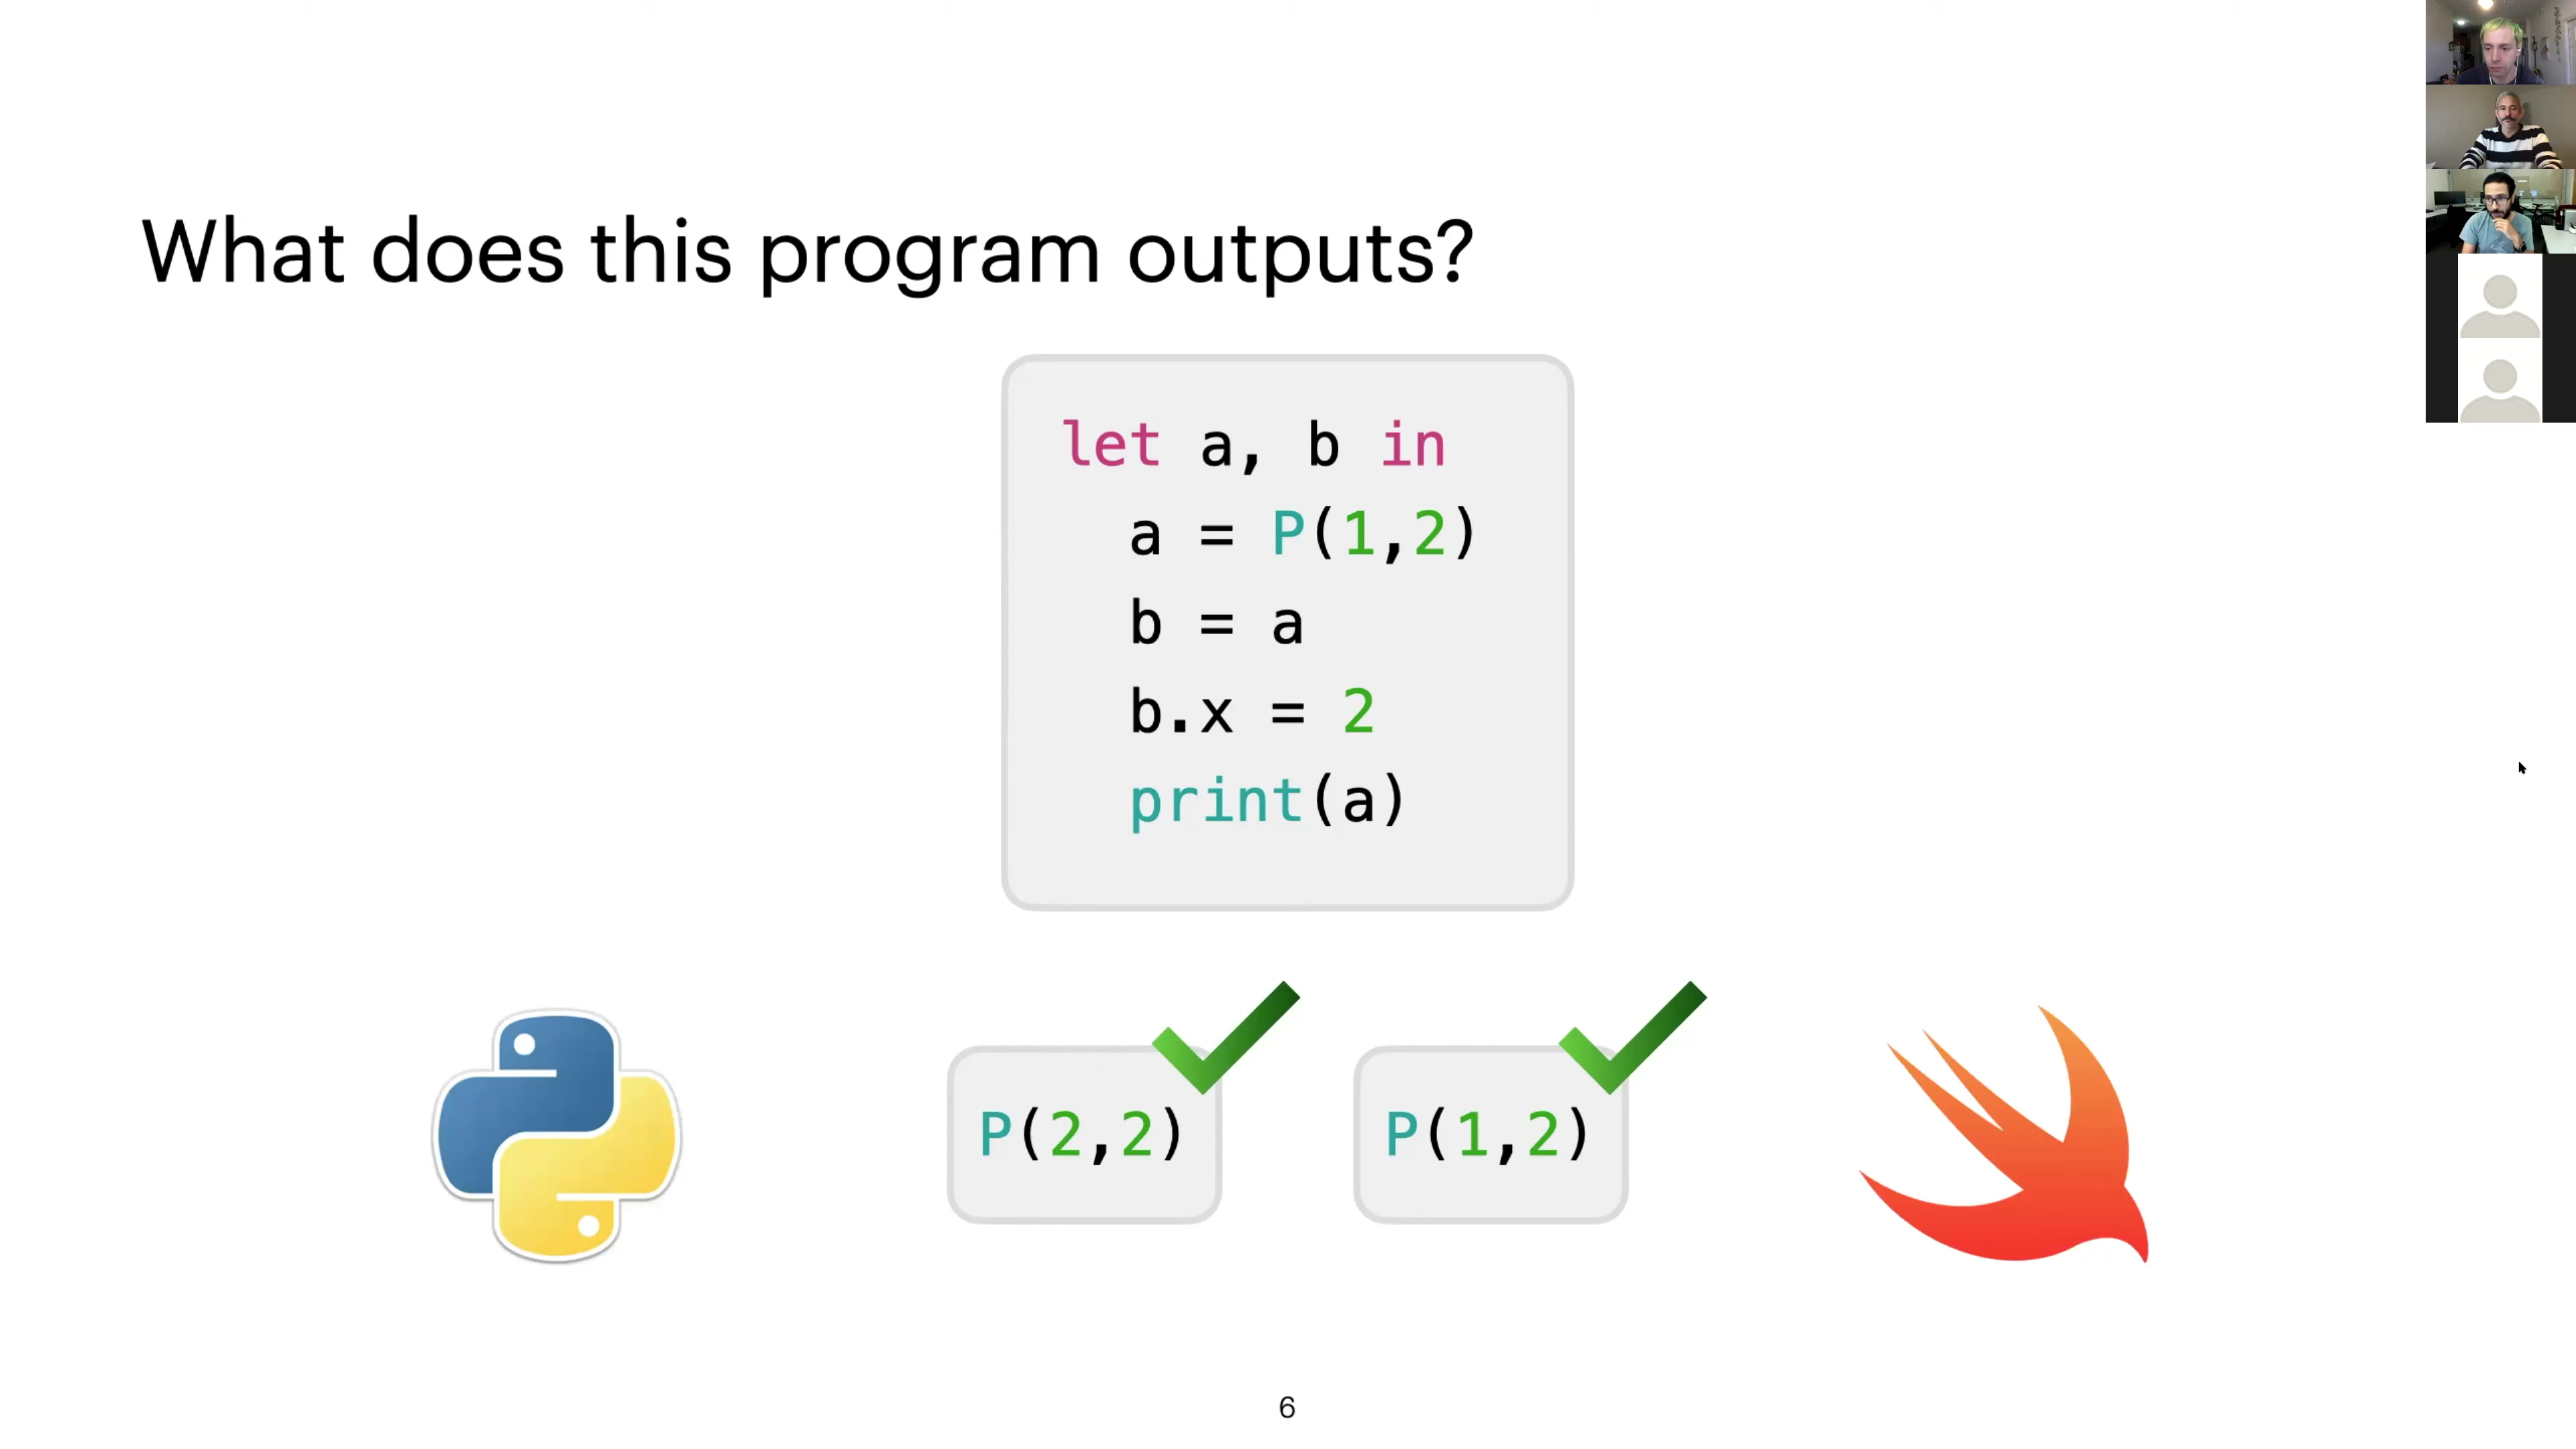 What does this program outputs?
let a, b in
a = P(1,2)
b = a
b.x = 2
print(a)
P(2,2)
P(1,2)
6